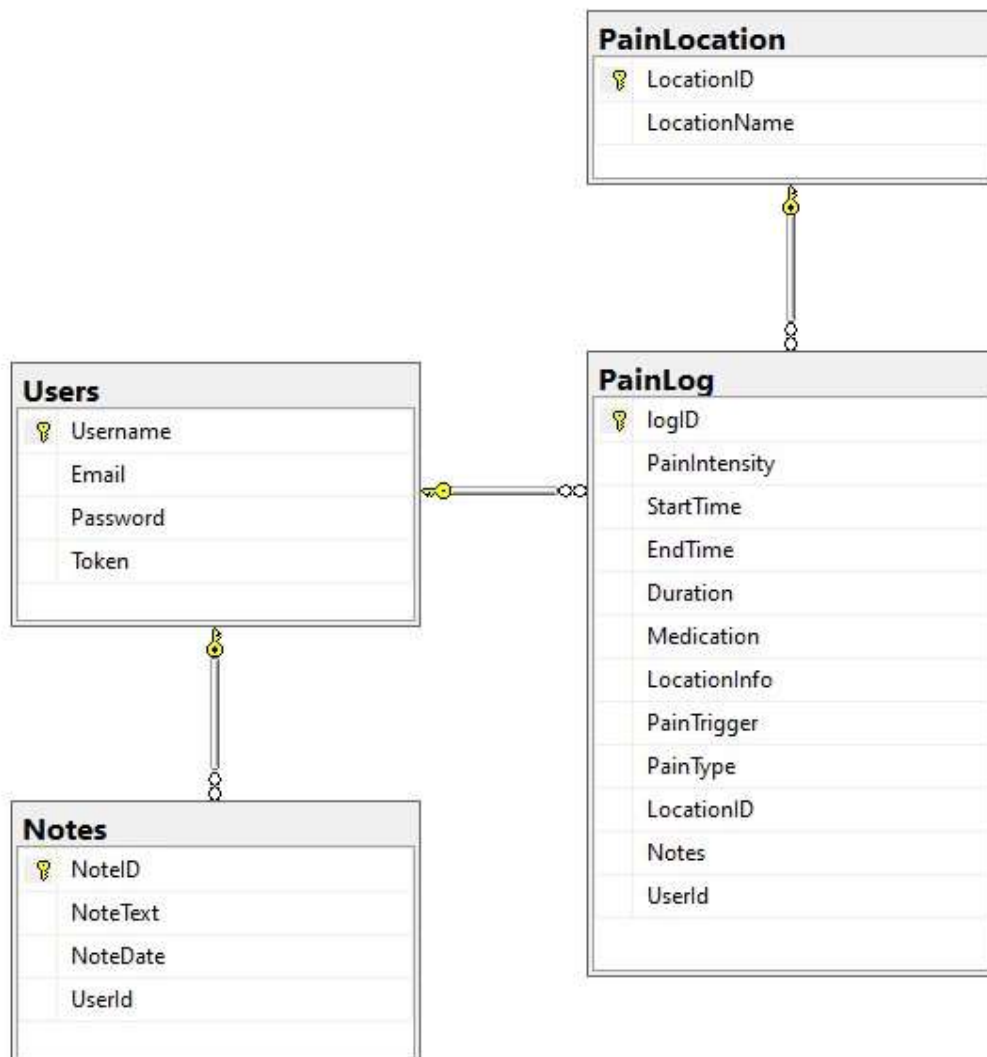 PainLocation
LocationID
LocationName
Users
Username
Email
Password
Token
PainLog
logID
PainIntensity
StartTime
EndTime
Duration
Medication
LocationInfo
PainTrigger
PainType
LocationID
Notes
UserId
Notes
NoteID
NoteText
NoteDate
UserId